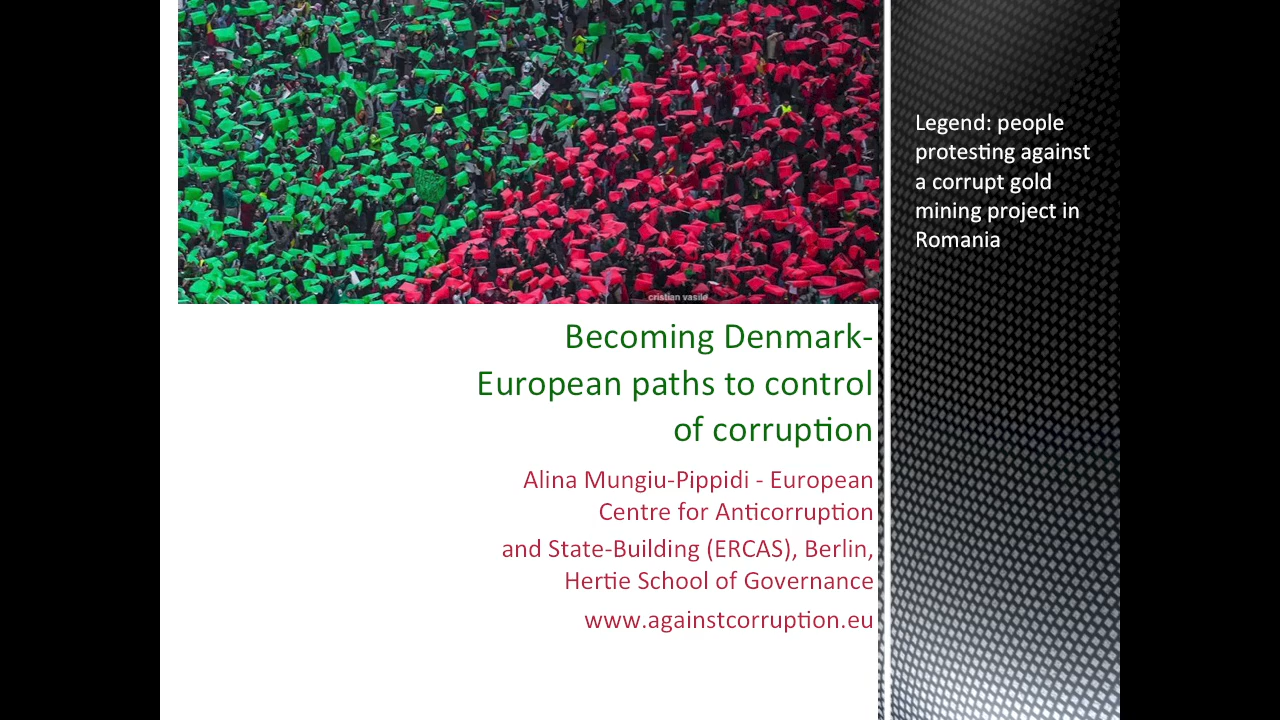 cristian vasile
Legend: people
protesting against
a corrupt gold
mining project in
Romania
Becoming Denmark-
European paths to control
of corruption
Alina Mungiu-Pippidi - European
Centre for Anticorruption
and State-Building (ERCAS), Berlin,
Hertie School of Governance
www.againstcorruption.eu